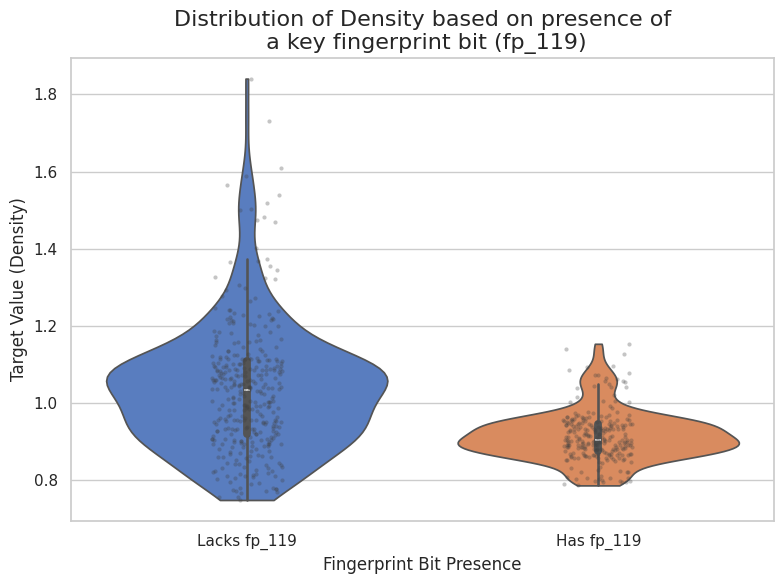 Distribution of Density based on presence of
a key fingerprint bit (fp_119)
Target Value (Density)
1.8
1.6
1.4
1.2
1.0
0.8
Lacks fp_119
Has fp_119
Fingerprint Bit Presence